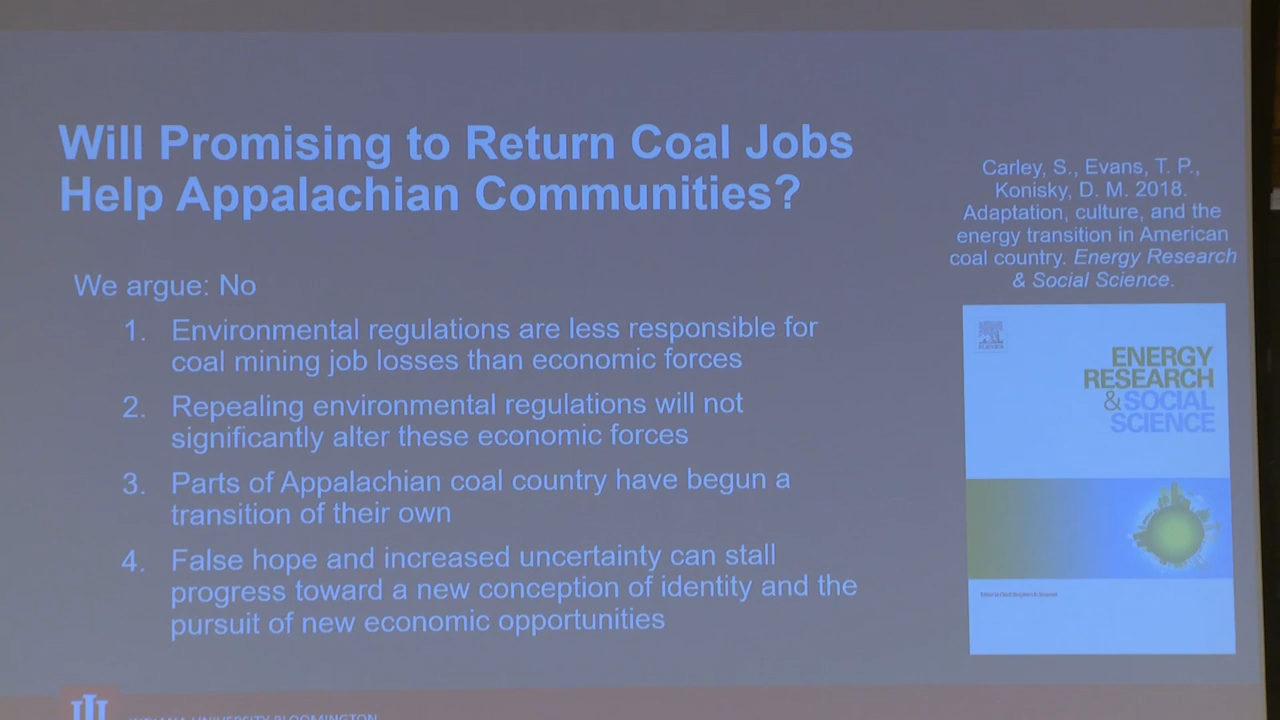 Will Promising to Return Coal Jobs
Help Appalachian Communities?
We argue: No
1. Environmental regulations are less responsible for
coal mining job losses than economic forces
2. Repealing environmental regulations will not
significantly alter these economic forces
3. Parts of Appalachian coal country have begun a
transition of their own
4. False hope and increased uncertainty can stall
progress toward a new conception of identity and the
pursuit of new economic opportunities
Carley, S., Evans, T. P.,
Konisky, D. M. 2018.
Adaptation, culture, and the
energy transition in American
coal country. Energy Research
& Social Science.
ELSEVIER
ENERGY
RESEARCH
& SOCIAL
SCIENCE
INDIANA UNIVERSITY BLOOMINGTON